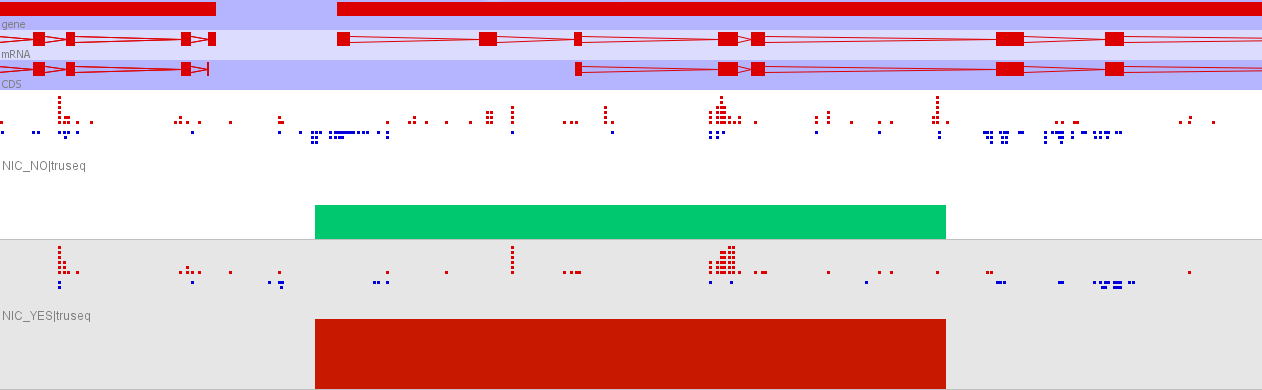 gene
mRNA
CDS
NIC_NO|truseq
NIC_YES|truseq